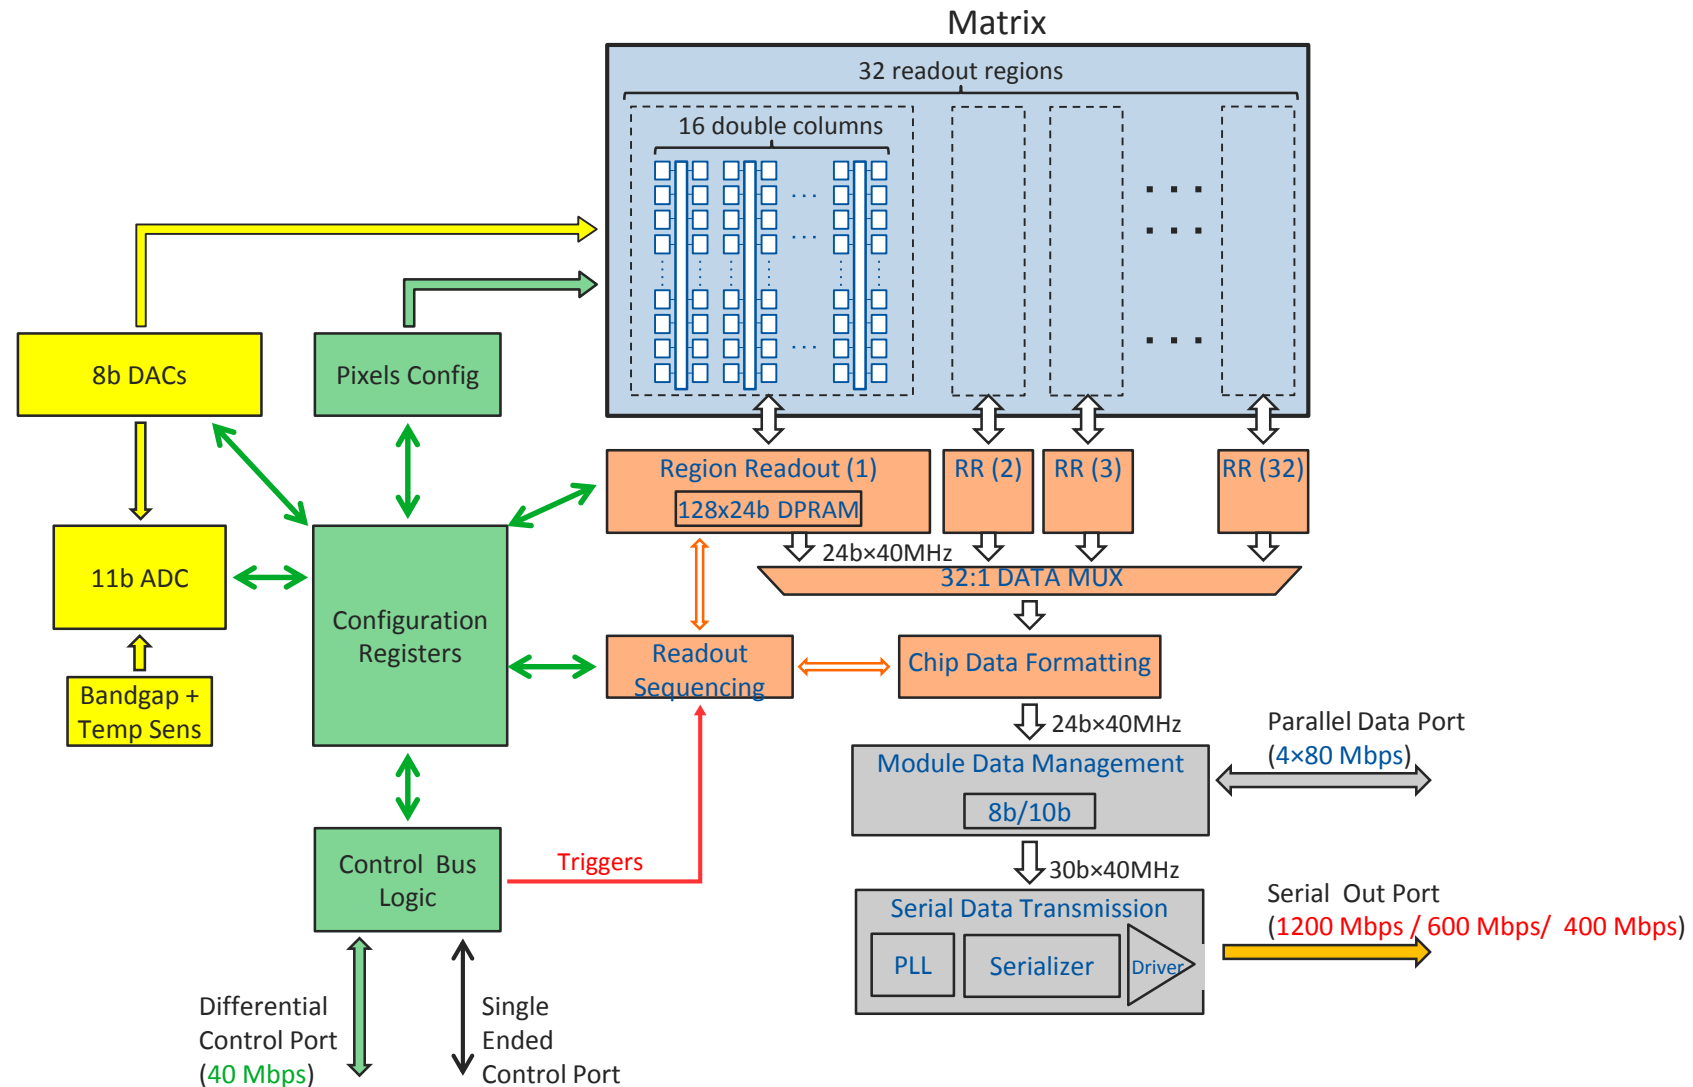 Matrix
32 readout regions
16 double columns
8b DACs
Pixels Config
Region Readout (1)
128x24b DPRAM
RR (2)
RR (3)
RR (32)
24b×40MHz
32:1 DATA MUX
11b ADC
Configuration
Registers
Readout
Sequencing
Chip Data Formatting
Bandgap +
Temp Sens
24b×40MHz
Parallel Data Port
(4×80 Mbps)
Module Data Management
8b/10b
Control  Bus
Logic
Triggers
30b×40MHz
Serial Data Transmission
PLL
Serializer
Driver
Serial  Out Port
(1200 Mbps / 600 Mbps/  400 Mbps)
Differential
Control Port
(40 Mbps)
Single
Ended
Control Port